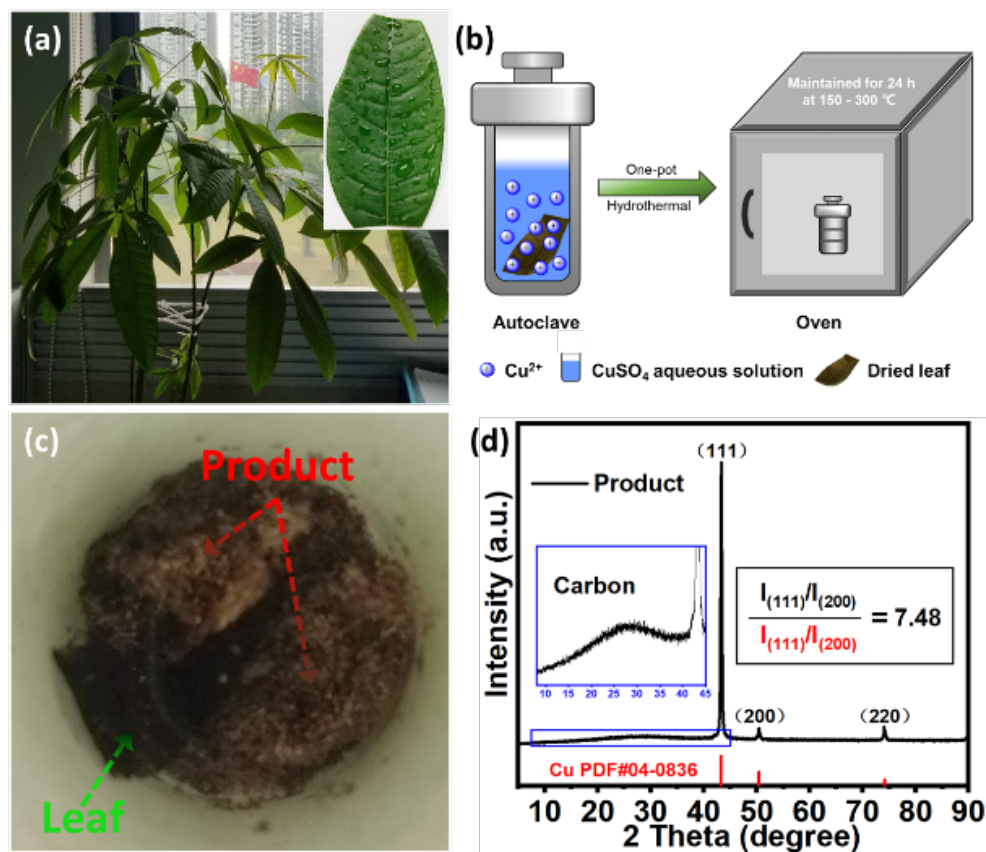 (a)
(b)
Maintained for 24 h
at 150 - 300 ℃
One-pot
Hydrothermal
Autoclave
Oven
Cu²⁺
CuSO₄ aqueous solution
Dried leaf
(c)
Product
Leaf
(d)
(111)
Product
Carbon
I(111)/I(200)
I(111)/I(200)
= 7.48
(200)
(220)
10 15 20 25 30 35 40 45
Cu PDF#04-0836
10 20 30 40 50 60 70 80 90
2 Theta (degree)
Intensity (a.u.)